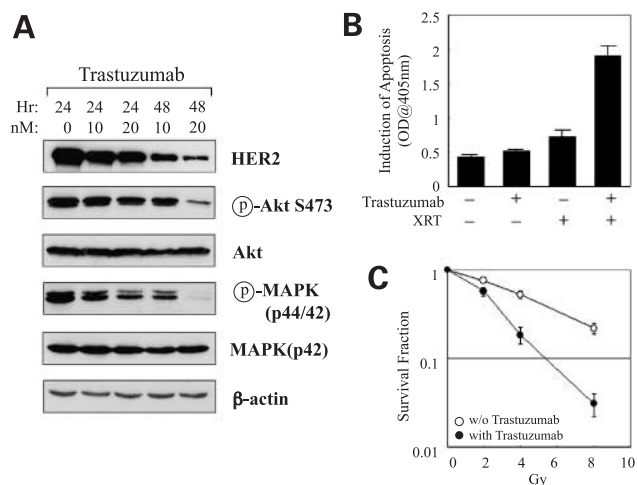 A
Trastuzumab
Hr: 24 24 24 48 48
nM: 0 10 20 10 20
HER2
ⓟ-Akt S473
Akt
ⓟ-MAPK
(p44/42)
MAPK(p42)
β-actin
B
Induction of Apoptosis
(OD@405nm)
2.5
2
1.5
1
0.5
0
Trastuzumab − + − +
XRT − − + +
C
Survival Fraction
1
0.1
0.01
w/o Trastuzumab
with Trastuzumab
0 2 4 6 8 10
Gy